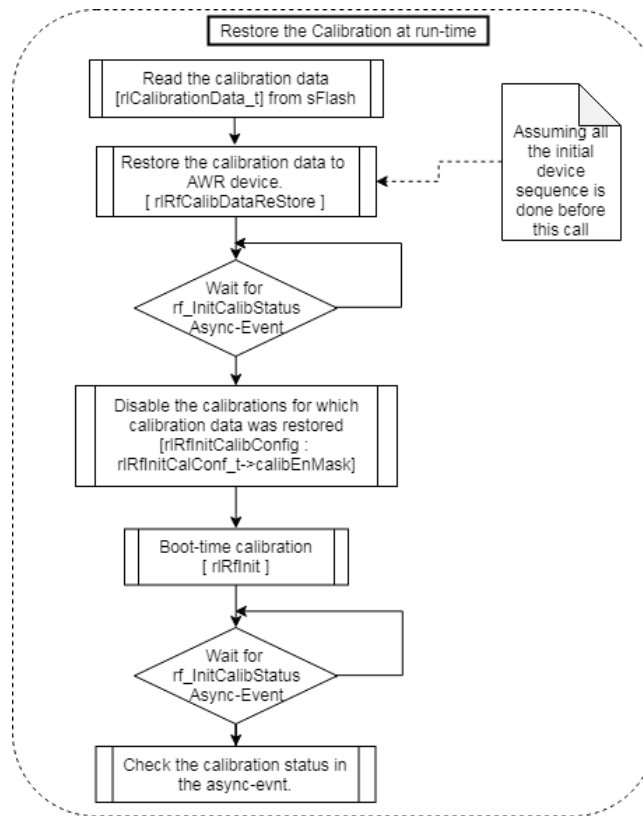 Restore the Calibration at run-time
Read the calibration data
[rlCalibrationData_t] from sFlash
Assuming all
the initial
device
sequence is
done before
this call
Restore the calibration data to
AWR device.
[ rlRfCalibDataReStore ]
Wait for
rf_InitCalibStatus
Async-Event
Disable the calibrations for which
calibration data was restored
[rlRfInitCalibConfig :
rlRfInitCalConf_t->calibEnMask]
Boot-time calibration
[ rlRfInit ]
Wait for
rf_InitCalibStatus
Async-Event
Check the calibration status in
the async-evnt.